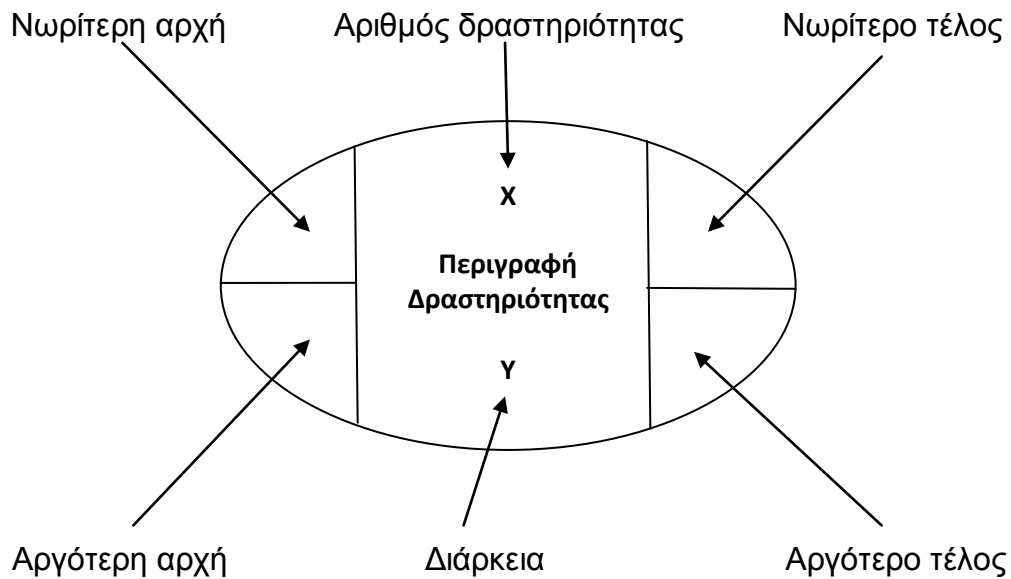 Νωρίτερη αρχή Αριθμός δραστηριότητας Νωρίτερο τέλος
X
Περιγραφή
Δραστηριότητας
Y
Αργότερη αρχή Διάρκεια Αργότερο τέλος